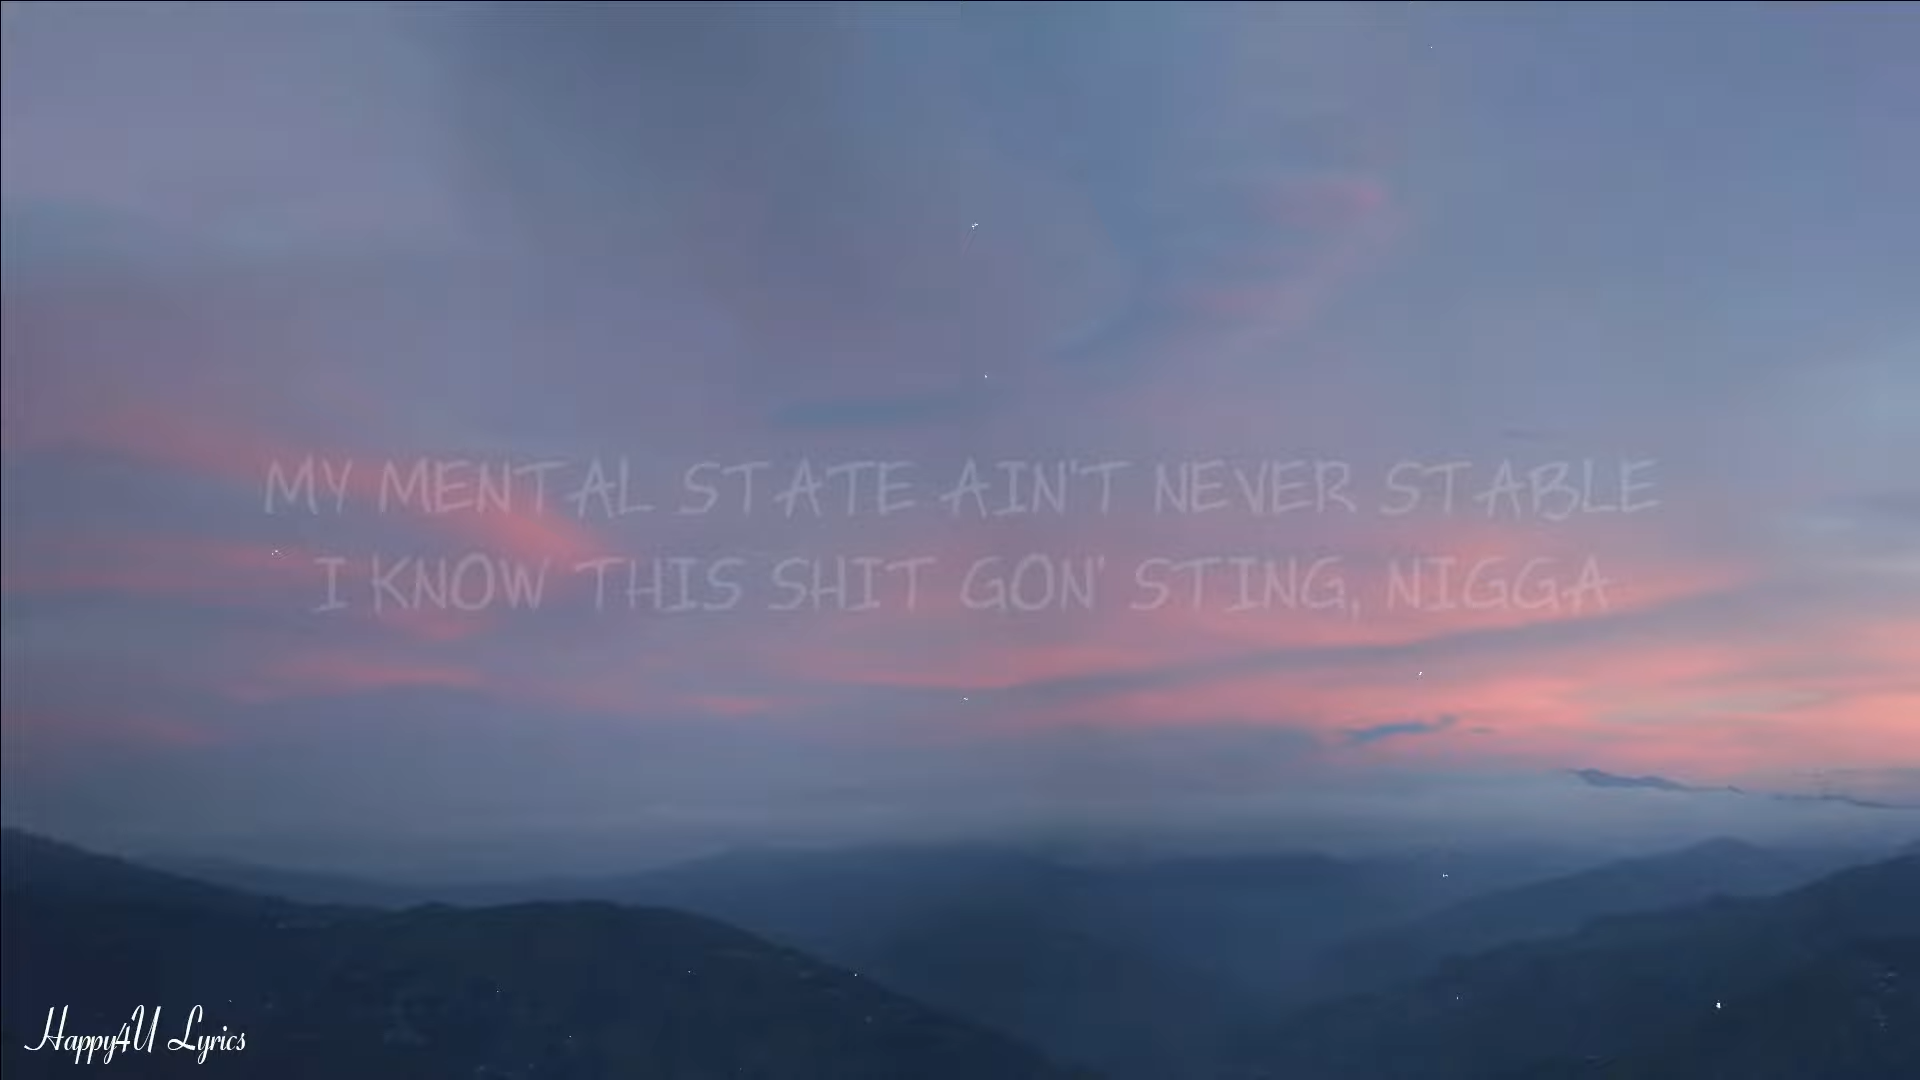 MY MENTAL STATE AIN'T NEVER STABLE
I KNOW THIS SHIT GON' STING, NIGGA
Happy4U Lyrics